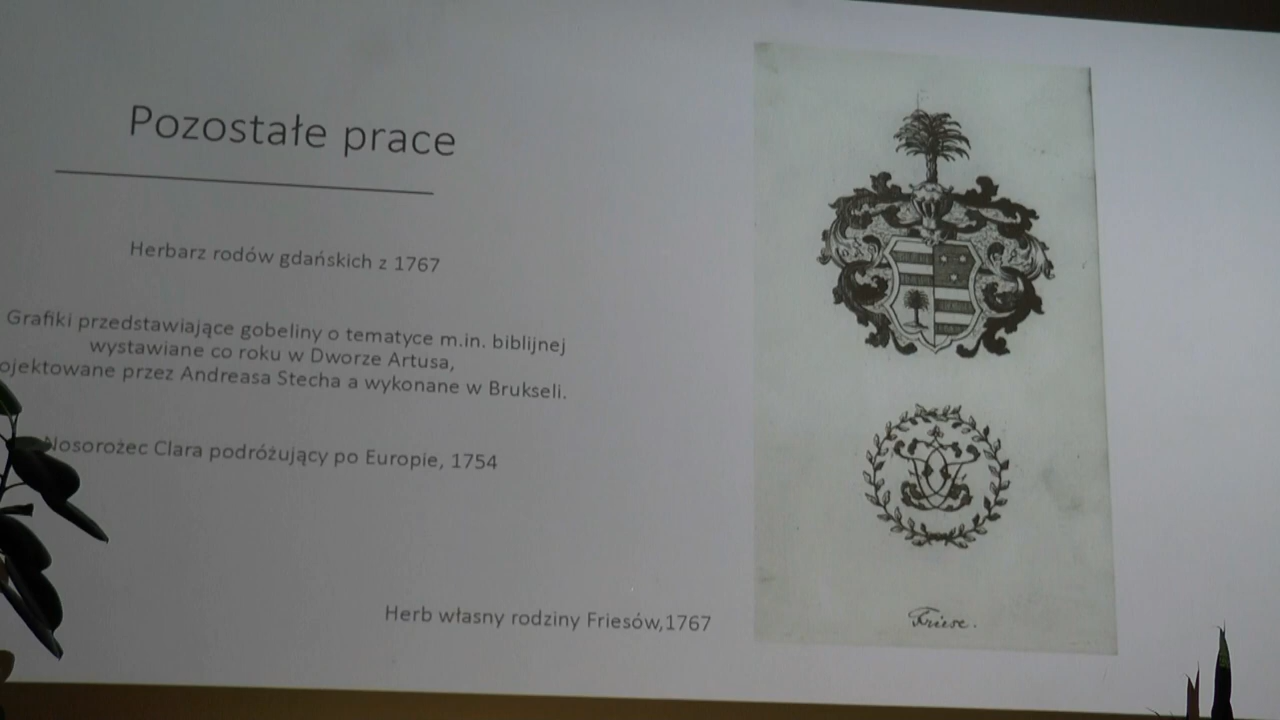 Pozostałe prace
Herbarz rodów gdańskich z 1767
Grafiki przedstawiające gobeliny o tematyce m.in. biblijnej
wystawiane co roku w Dworze Artusa,
ojektowane przez Andreasa Stecha a wykonane w Brukseli.
Nosorożec Clara podróżujący po Europie, 1754
Herb własny rodziny Friesów,1767
Friese.